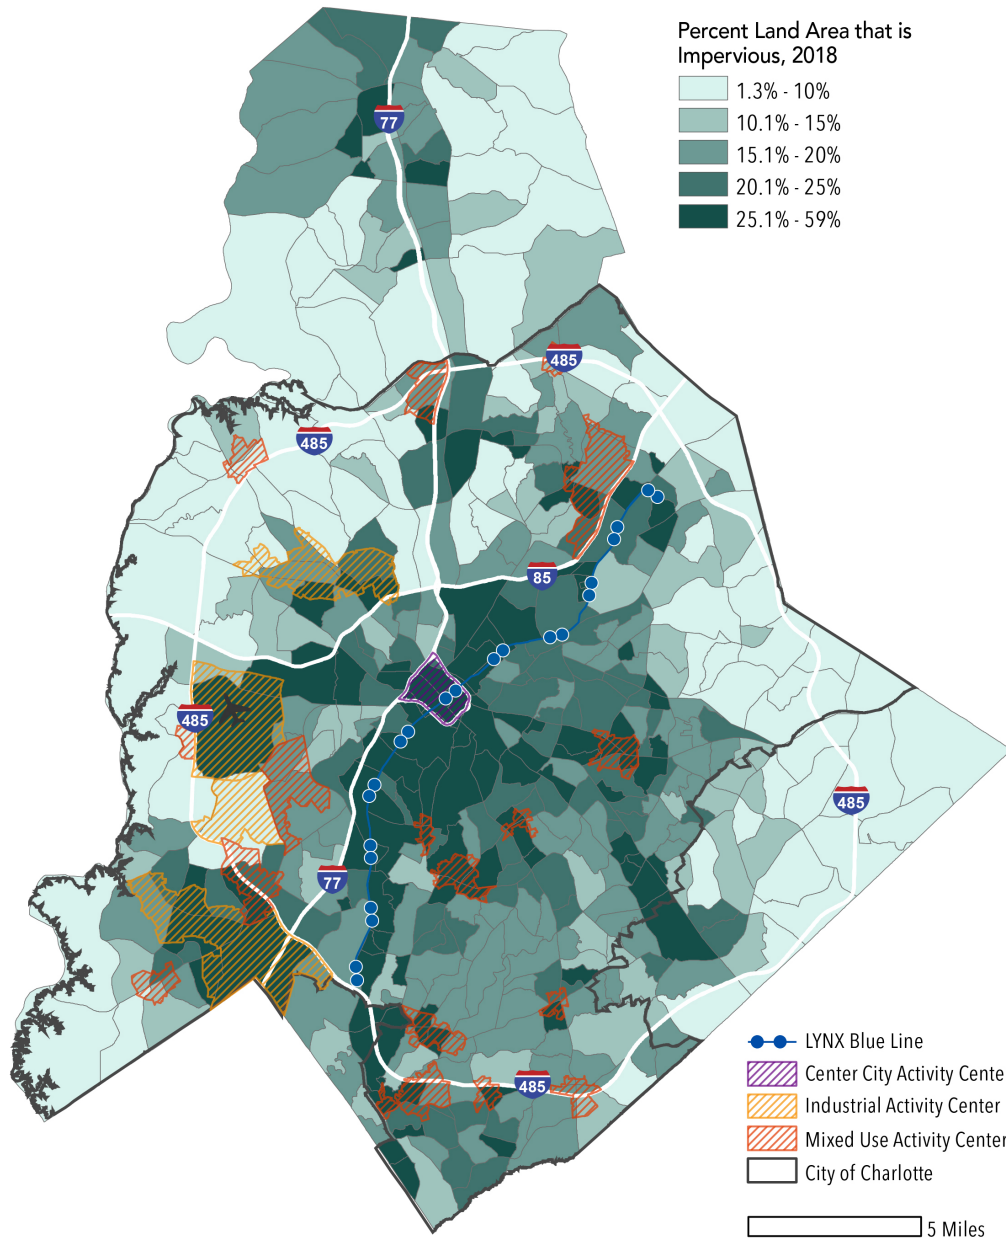 Percent Land Area that is
Impervious, 2018
1.3% - 10%
10.1% - 15%
15.1% - 20%
20.1% - 25%
25.1% - 59%
77
485
485
85
485
485
77
485
LYNX Blue Line
Center City Activity Cente
Industrial Activity Center
Mixed Use Activity Center
City of Charlotte
5 Miles